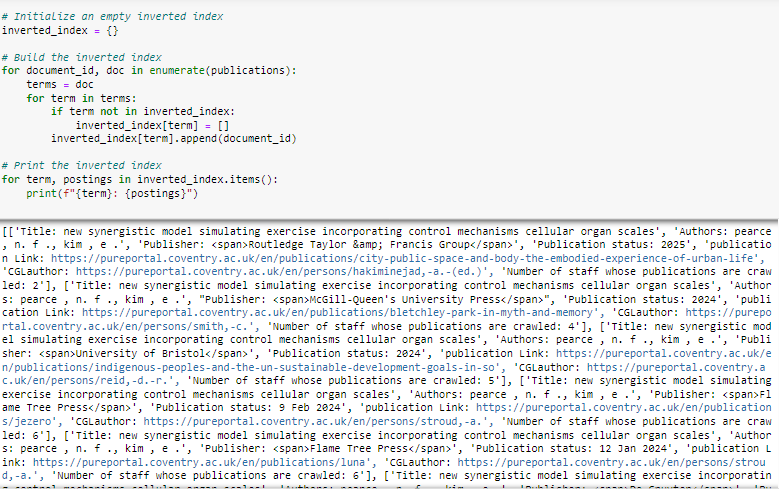 # Initialize an empty inverted index
inverted_index = {}
# Build the inverted index
for document_id, doc in enumerate(publications):
    terms = doc
    for term in terms:
        if term not in inverted_index:
            inverted_index[term] = []
        inverted_index[term].append(document_id)
# Print the inverted index
for term, postings in inverted_index.items():
    print(f"{term}: {postings}")
[['Title: new synergistic model simulating exercise incorporating control mechanisms cellular organ scales', 'Authors: pearce
, n. f ., kim , e .', 'Publisher: <span>Routledge Taylor &amp; Francis Group</span>', 'Publication status: 2025', 'publicatio
n Link: https://pureportal.coventry.ac.uk/en/publications/city-public-space-and-body-the-embodied-experience-of-urban-life',
'CGLauthor: https://pureportal.coventry.ac.uk/en/persons/hakiminejad,-a.-(ed.)', 'Number of staff whose publications are craw
led: 2'], ['Title: new synergistic model simulating exercise incorporating control mechanisms cellular organ scales', 'Author
s: pearce , n. f ., kim , e .', "Publisher: <span>McGill-Queen's University Press</span>", 'Publication status: 2024', 'publi
cation Link: https://pureportal.coventry.ac.uk/en/publications/bletchley-park-in-myth-and-memory', 'CGLauthor: https://purepo
rtal.coventry.ac.uk/en/persons/smith,-c.', 'Number of staff whose publications are crawled: 4'], ['Title: new synergistic mod
el simulating exercise incorporating control mechanisms cellular organ scales', 'Authors: pearce , n. f ., kim , e .', 'Publi
sher: <span>University of Bristol</span>', 'Publication status: 2024', 'publication Link: https://pureportal.coventry.ac.uk/e
n/publications/indigenous-peoples-and-the-un-sustainable-development-goals-in-so', 'CGLauthor: https://pureportal.coventry.a
c.uk/en/persons/reid,-d.-r.', 'Number of staff whose publications are crawled: 5'], ['Title: new synergistic model simulating
exercise incorporating control mechanisms cellular organ scales', 'Authors: pearce , n. f ., kim , e .', 'Publisher: <span>Fl
ame Tree Press</span>', 'Publication status: 9 Feb 2024', 'publication Link: https://pureportal.coventry.ac.uk/en/publication
s/jezero', 'CGLauthor: https://pureportal.coventry.ac.uk/en/persons/stroud,-a.', 'Number of staff whose publications are craw
led: 6'], ['Title: new synergistic model simulating exercise incorporating control mechanisms cellular organ scales', 'Author
s: pearce , n. f ., kim , e .', 'Publisher: <span>Flame Tree Press</span>', 'Publication status: 12 Jan 2024', 'publication L
ink: https://pureportal.coventry.ac.uk/en/publications/luna', 'CGLauthor: https://pureportal.coventry.ac.uk/en/persons/strou
d,-a.', 'Number of staff whose publications are crawled: 6'], ['Title: new synergistic model simulating exercise incorporatin